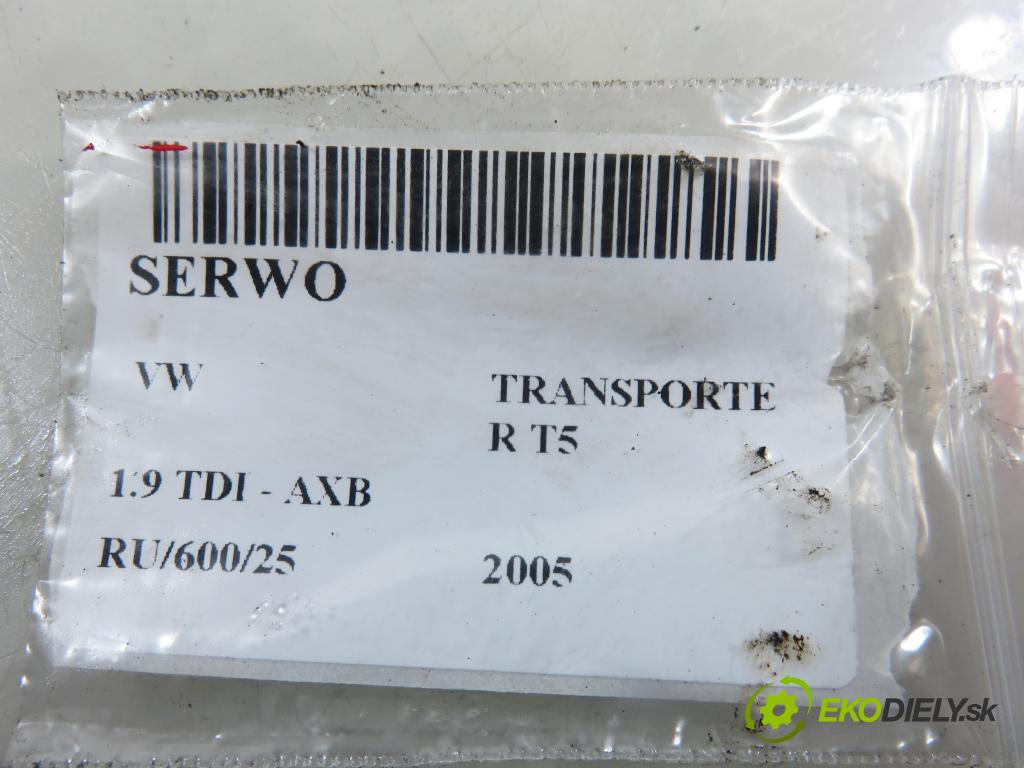 SERWO
VW TRANSPORTE
R T5
1.9 TDI - AXB
RU/600/25 2005
EKODIELY.sk